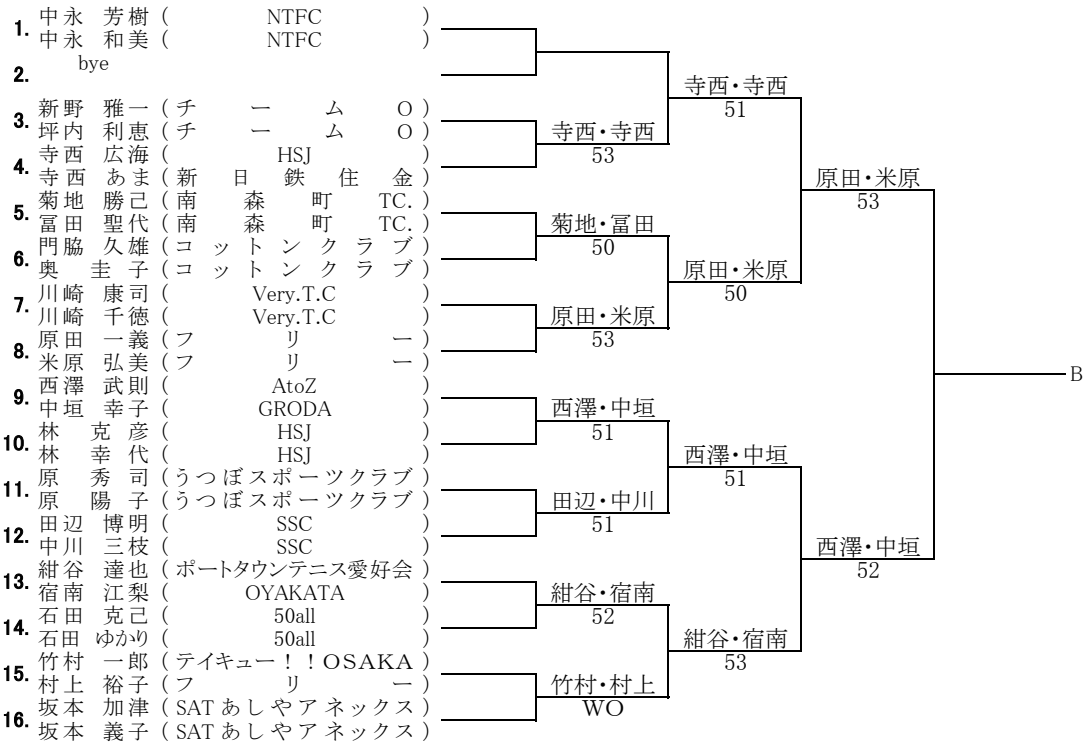 1. 中永 芳樹 ( NTFC )
中永 和美 ( NTFC )
2. bye
3. 新野 雅一 ( チーム O )
坪内 利恵 ( チーム O )
4. 寺西 広海 ( HSJ )
寺西 あま ( 新日鉄住金 )
5. 菊地 勝己 ( 南森町 TC. )
冨田 聖代 ( 南森町 TC. )
6. 門脇 久雄 ( コットンクラブ )
奥 圭子 ( コットンクラブ )
7. 川崎 康司 ( Very.T.C )
川崎 千徳 ( Very.T.C )
8. 原田 一義 ( フリー )
米原 弘美 ( フリー )
9. 西澤 武則 ( AtoZ )
中垣 幸子 ( GRODA )
10. 林 克彦 ( HSJ )
林 幸代 ( HSJ )
11. 原 秀司 ( うつぼスポーツクラブ )
原 陽子 ( うつぼスポーツクラブ )
12. 田辺 博明 ( SSC )
中川 三枝 ( SSC )
13. 紺谷 達也 ( ポートタウンテニス愛好会 )
宿南 江梨 ( OYAKATA )
14. 石田 克己 ( 50all )
石田 ゆかり ( 50all )
15. 竹村 一郎 ( テイキュー！！OSAKA )
村上 裕子 ( フリー )
16. 坂本 加津 ( SATあしやアネックス )
坂本 義子 ( SATあしやアネックス )
寺西・寺西
53
菊地・冨田
50
原田・米原
53
西澤・中垣
51
田辺・中川
51
紺谷・宿南
52
竹村・村上
WO
寺西・寺西
51
原田・米原
50
西澤・中垣
51
紺谷・宿南
53
原田・米原
53
西澤・中垣
52
B